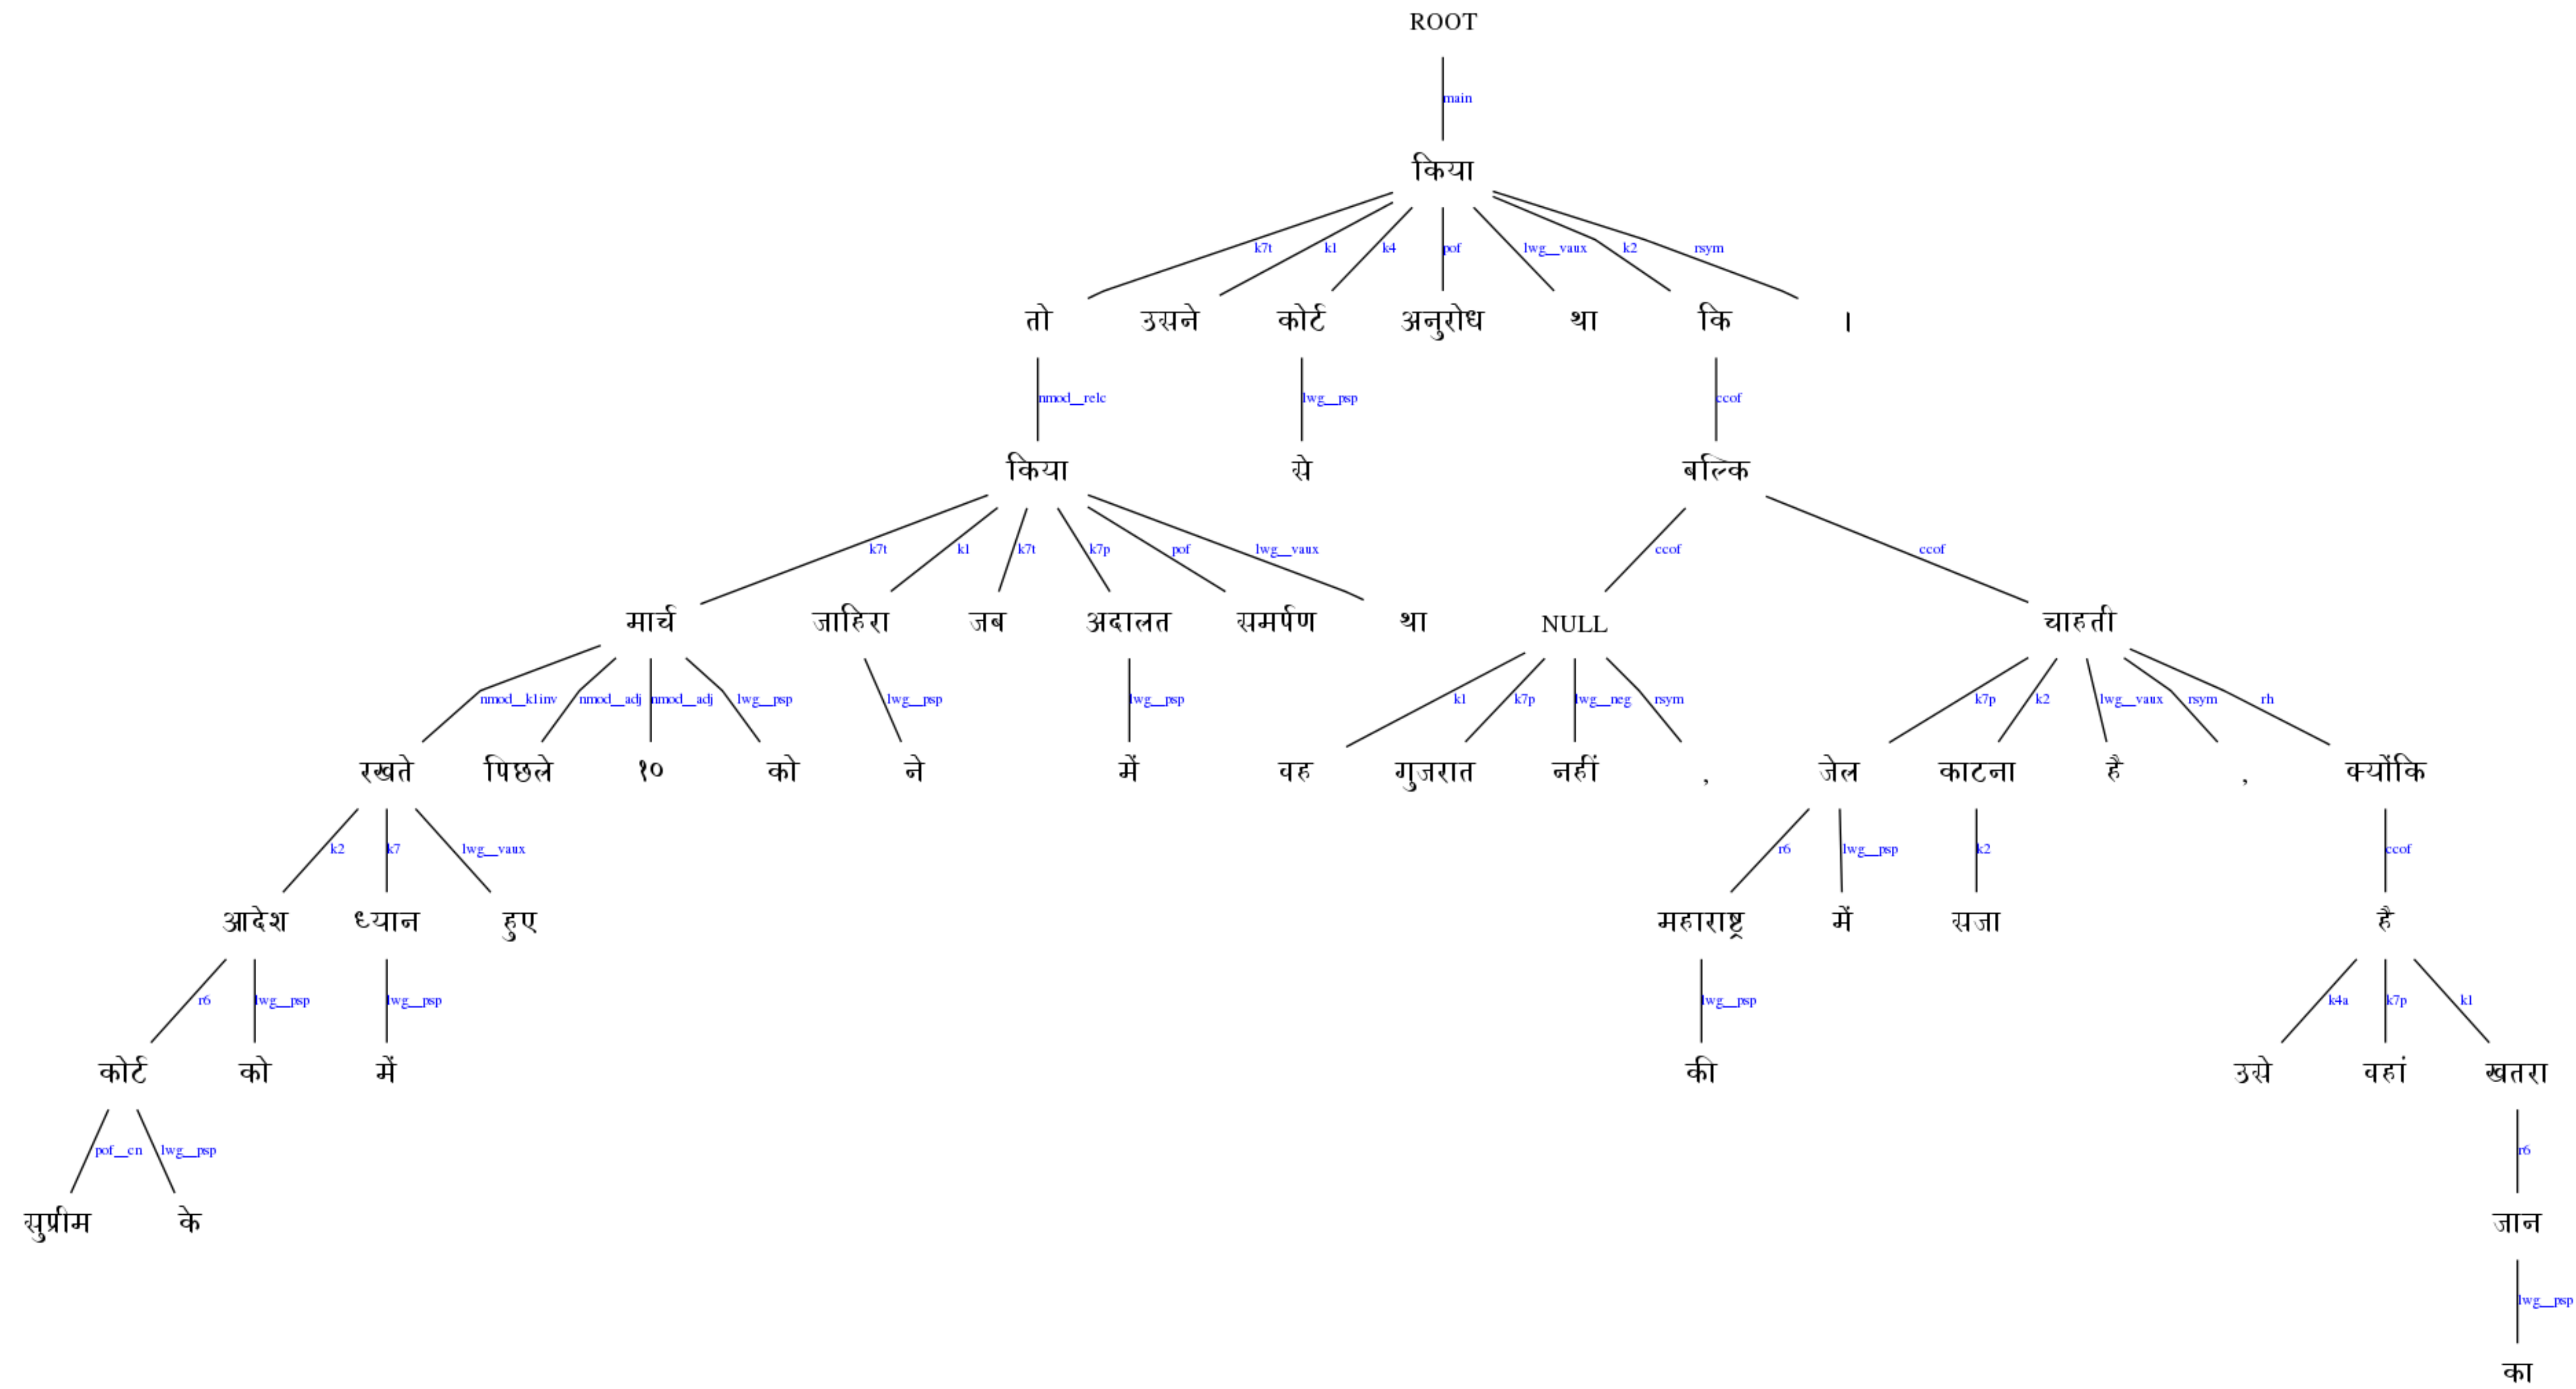 ROOT
main
किया
k7t k1 k4 pof lwg__vaux k2 rsym
तो उसने कोर्ट अनुरोध था कि ।
nmod__relc lwg__psp ccof
किया से बल्कि
k7t k1 k7t k7p pof lwg__vaux ccof ccof
मार्च जाहिरा जब अदालत समर्पण था NULL चाहती
nmod__k1inv nmod__adj nmod__adj lwg__psp lwg__psp lwg__psp k1 k7p lwg__neg rsym k7p k2 lwg__vaux rsym rh
रखते पिछले १० को ने में वह गुजरात नहीं , जेल काटना है , क्योंकि
k2 k7 lwg__vaux r6 lwg__psp k2 ccof
आदेश ध्यान हुए महाराष्ट्र में सजा है
r6 lwg__psp lwg__psp lwg__psp k4a k7p k1
कोर्ट को में की उसे वहां खतरा
pof__cn lwg__psp r6
सुप्रीम के जान
lwg__psp
का